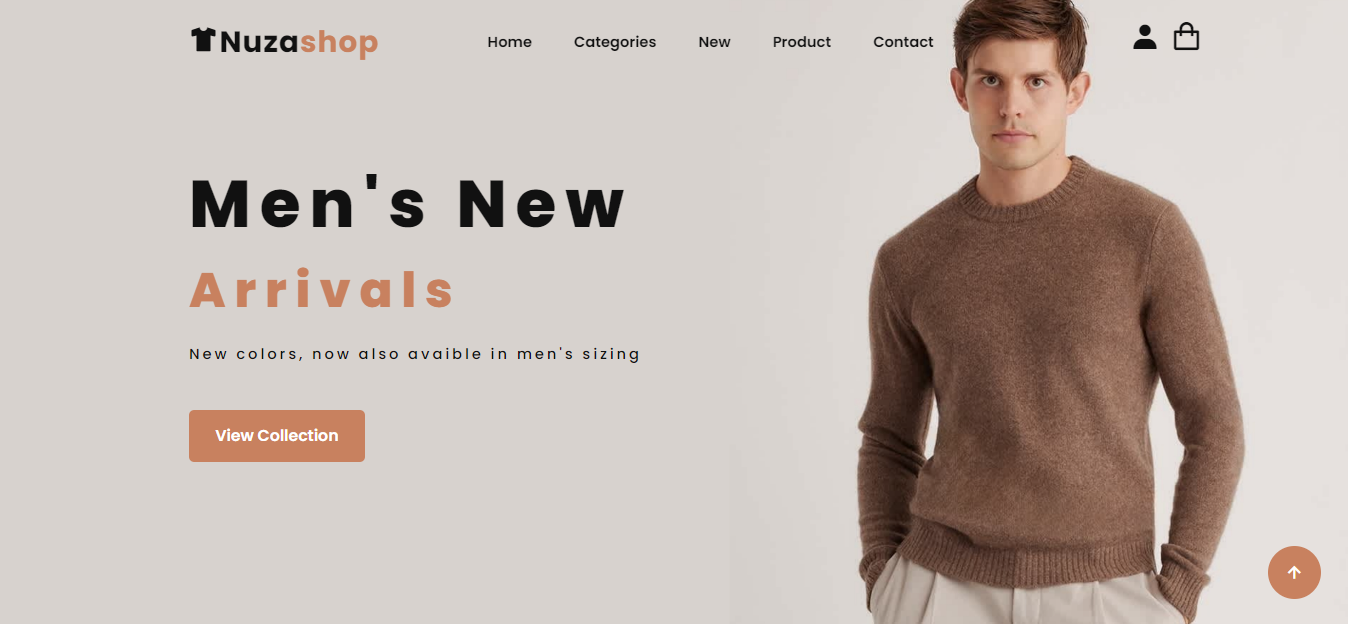 Nuzashop
Home Categories New Product Contact
Men's New
Arrivals
New colors, now also avaible in men's sizing
View Collection